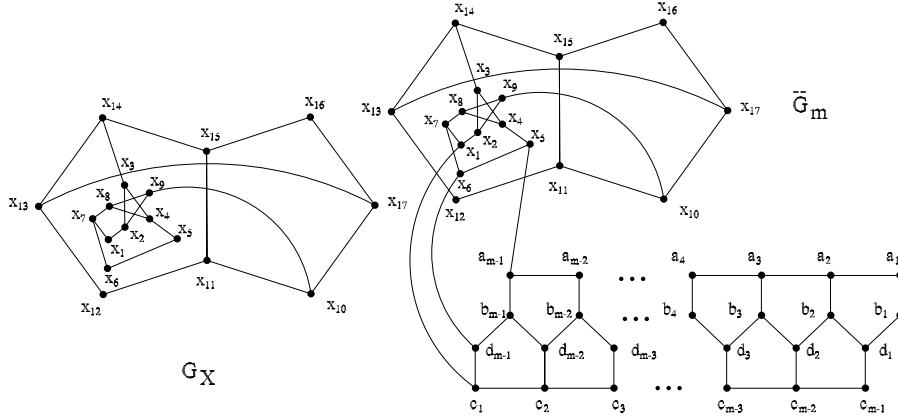 x₁₄
x₁₆
x₁₅
x₃
x₉
x₈
x₁₃
x₇
x₄
x₁₇
x₂
x₅
x₁
x₆
x₁₁
x₁₂
x₁₀
G_X
x₁₄
x₁₆
x₁₅
x₃
x₉
x₈
x₁₃
x₇
x₄
x₁₇
x₂
x₅
x₁
x₆
x₁₁
x₁₂
x₁₀
G̈ₘ
aₘ₋₁ aₘ₋₂ ... a₄ a₃ a₂ a₁
bₘ₋₁ bₘ₋₂ ... b₄ b₃ b₂ b₁
dₘ₋₁ dₘ₋₂ dₘ₋₃ d₃ d₂ d₁
c₁ c₂ c₃ ... cₘ₋₃ cₘ₋₂ cₘ₋₁